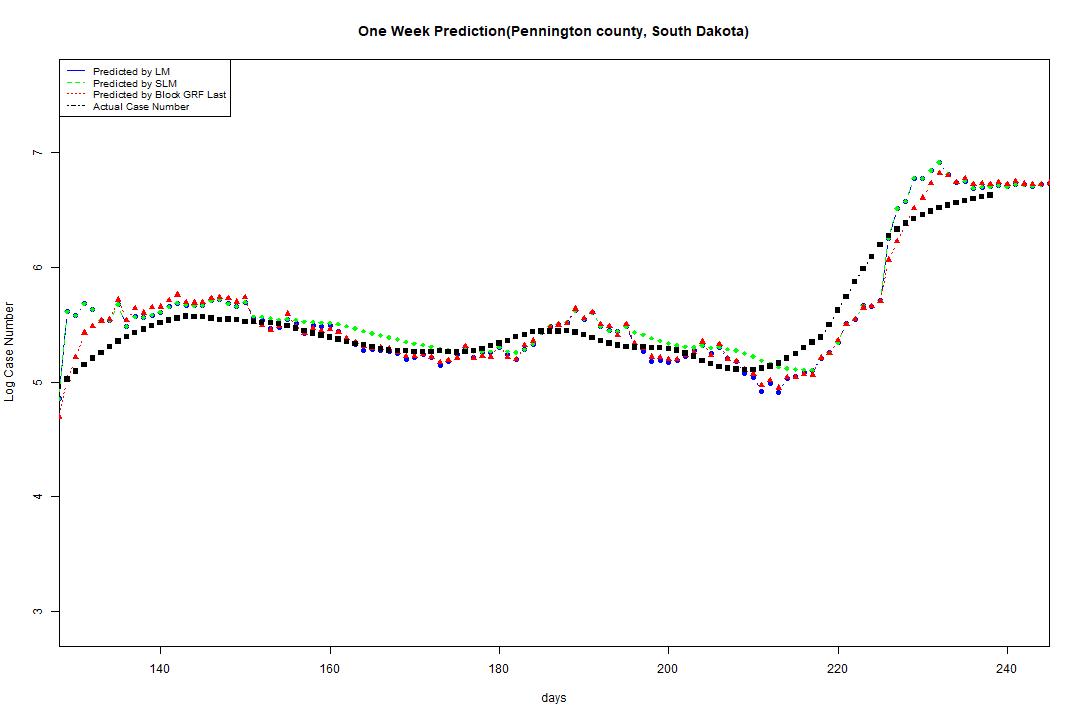 One Week Prediction(Pennington county, South Dakota)
Predicted by LM
Predicted by SLM
Predicted by Block GRF Last
Actual Case Number
7
6
5
4
3
Log Case Number
140 160 180 200 220 240
days